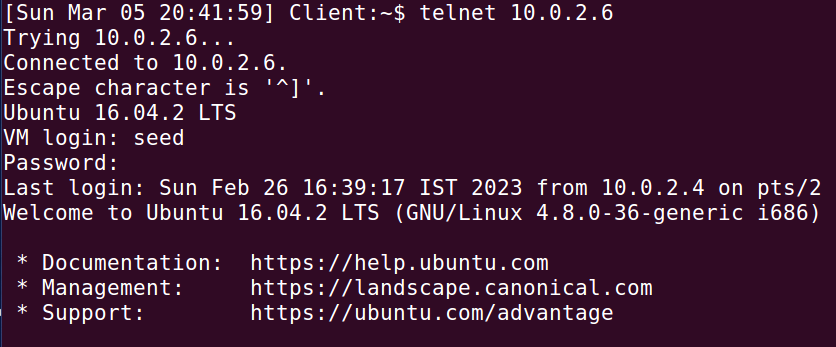 [Sun Mar 05 20:41:59] Client:~$ telnet 10.0.2.6
Trying 10.0.2.6...
Connected to 10.0.2.6.
Escape character is '^]'.
Ubuntu 16.04.2 LTS
VM login: seed
Password:
Last login: Sun Feb 26 16:39:17 IST 2023 from 10.0.2.4 on pts/2
Welcome to Ubuntu 16.04.2 LTS (GNU/Linux 4.8.0-36-generic i686)
 * Documentation:  https://help.ubuntu.com
 * Management:     https://landscape.canonical.com
 * Support:        https://ubuntu.com/advantage